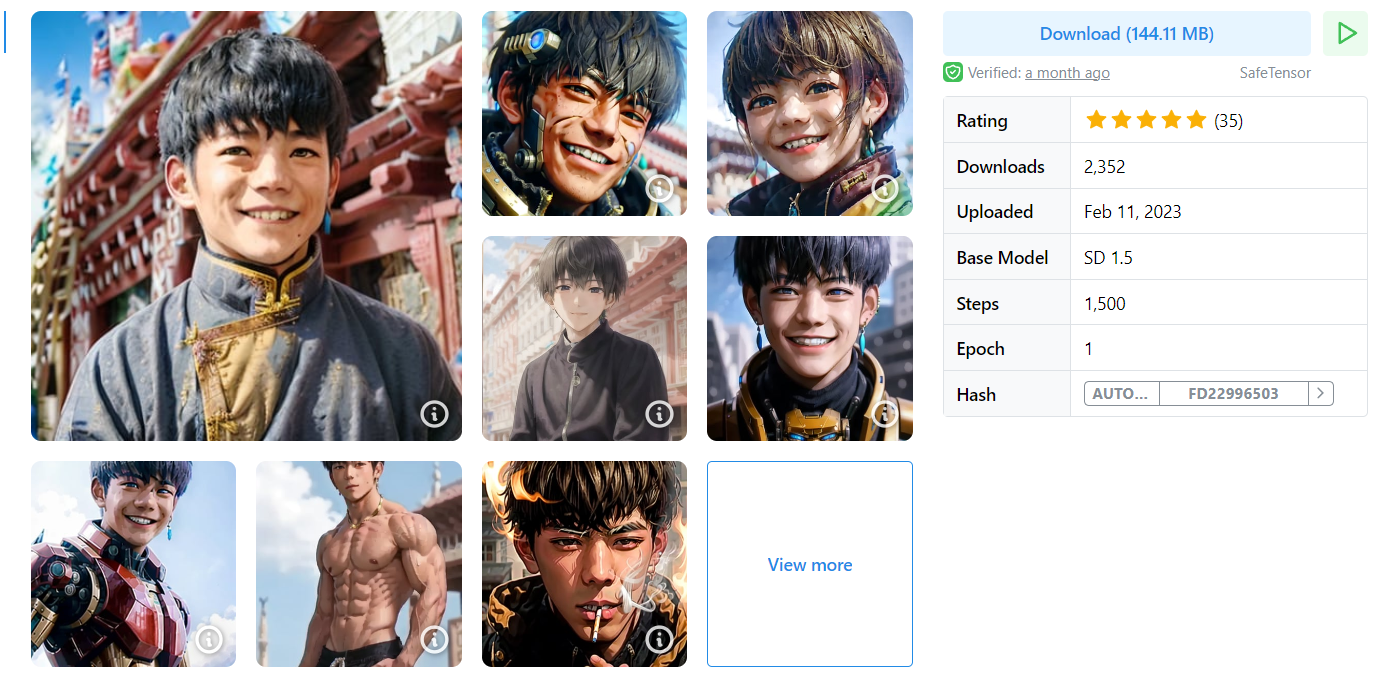 Download (144.11 MB)
Verified: a month ago SafeTensor
Rating (35)
Downloads 2,352
Uploaded Feb 11, 2023
Base Model SD 1.5
Steps 1,500
Epoch 1
Hash AUTO... FD22996503
View more